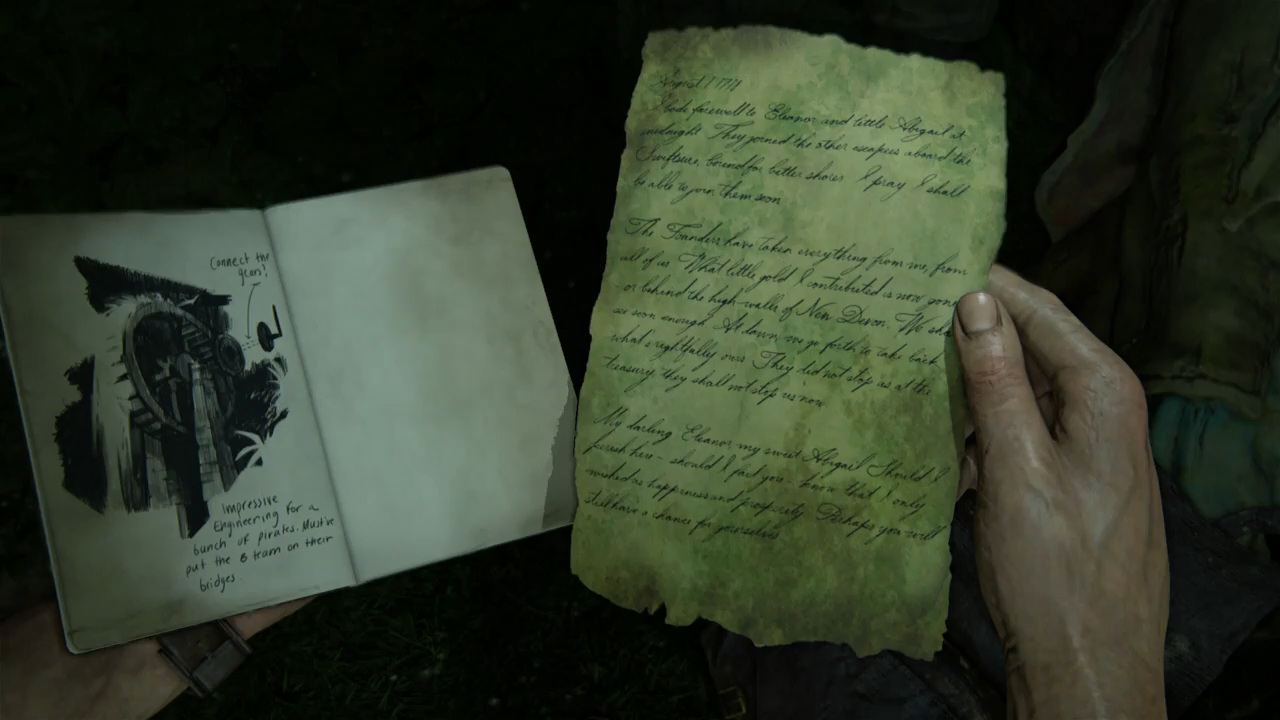 Connect the
gears?
Impressive
Engineering for a
bunch of pirates. Must've
put the B team on their
bridges.
August 1 1771
I bade farewell to Eleanor and little Abigail at
midnight. They joined the other escapees aboard the
Swiftsure, bound for better shores. I pray I shall
be able to join them soon
The Founders have taken everything from me, from
all of us. What little gold I contributed is now gone
or behind the high-walls of New Devon. We sha
see soon enough. At dawn we go forth to take back
what's rightfully ours. They did not stop us at the
treasury, they shall not stop us now.
My darling Eleanor my sweet Abigail Should I
perish here - should I fail you - know that I only
wished us happiness and prosperity. Perhaps you will
still have a chance for yourselves